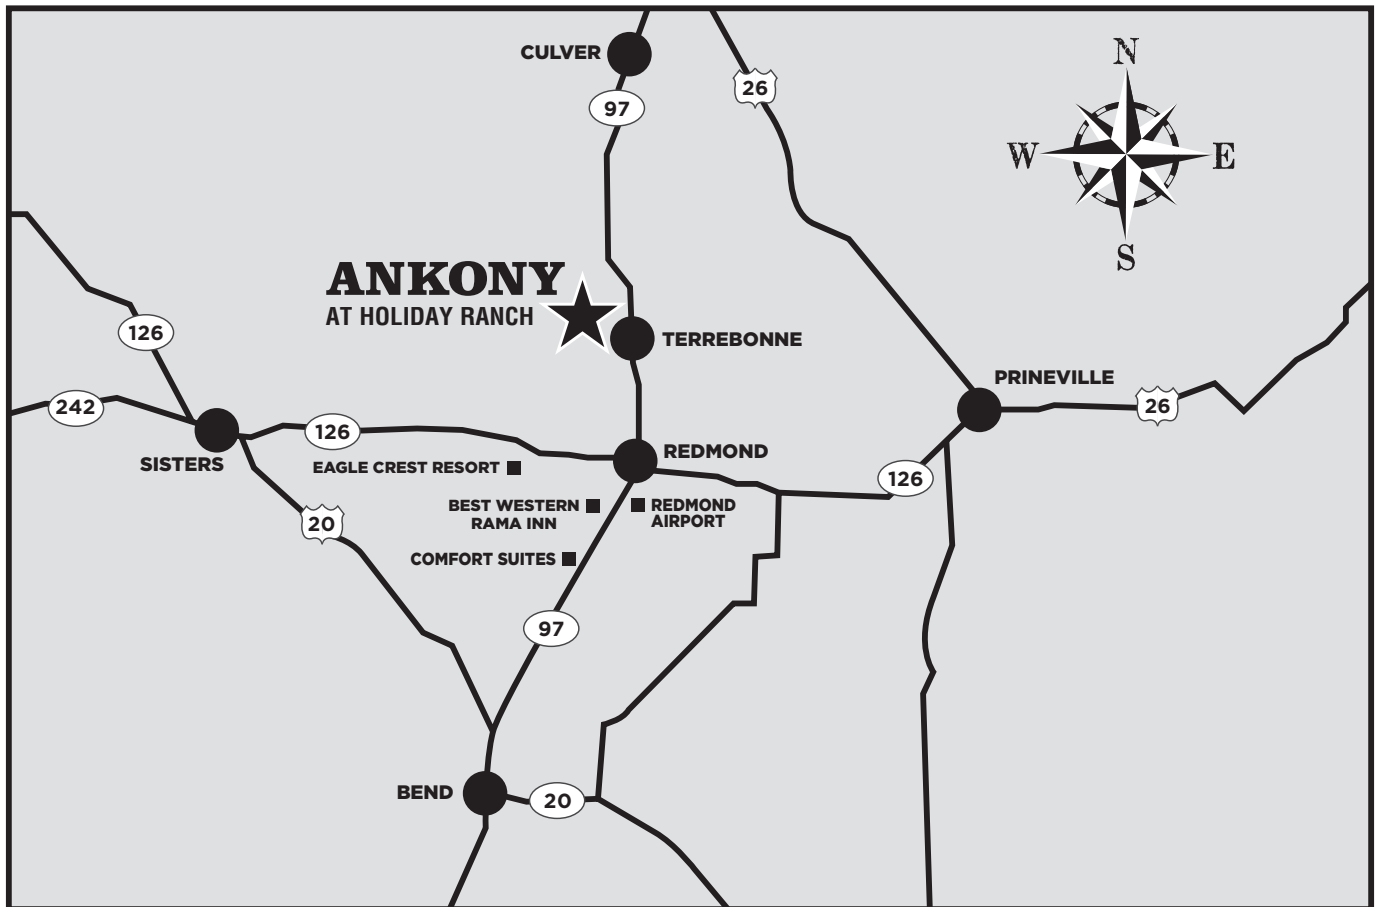 N
CULVER
26
97
W
E
S
ANKONY
AT HOLIDAY RANCH
126
TERREBONNE
PRINEVILLE
242
26
126
REDMOND
SISTERS
EAGLE CREST RESORT
126
BEST WESTERN
RAMA INN
REDMOND
AIRPORT
20
COMFORT SUITES
97
BEND
20